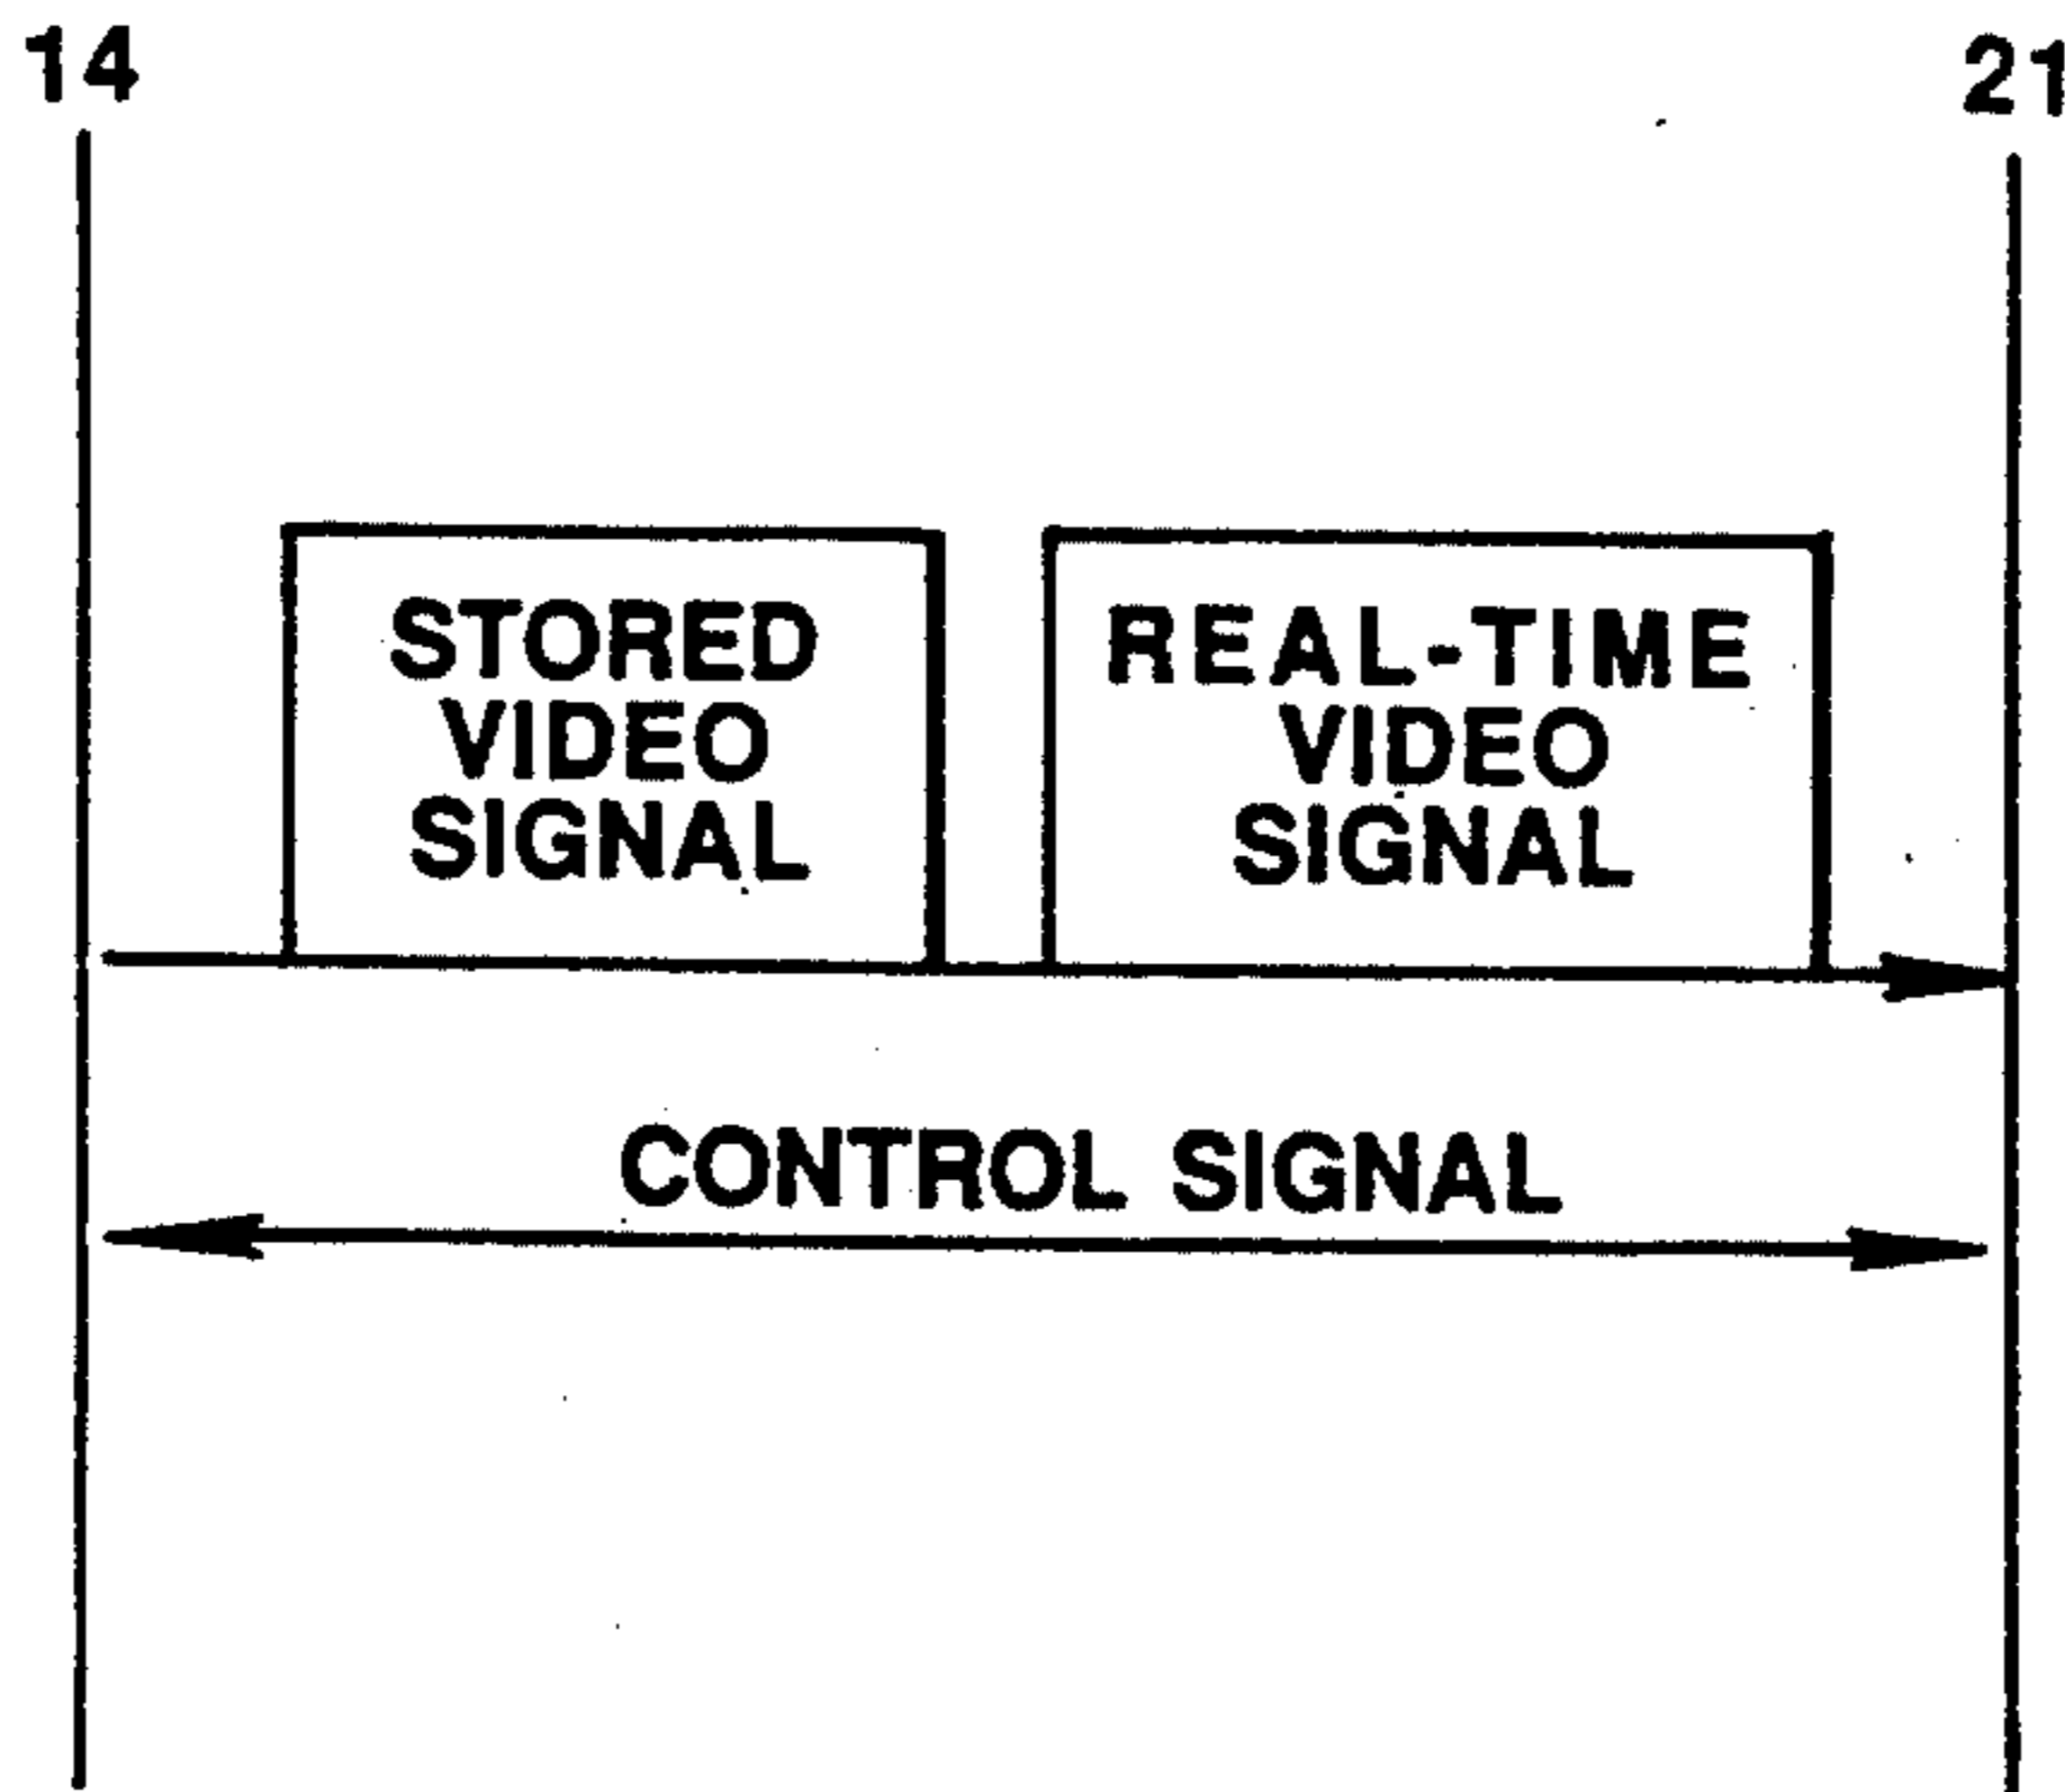 14
21
STORED
VIDEO
SIGNAL
REAL-TIME
VIDEO
SIGNAL
CONTROL SIGNAL